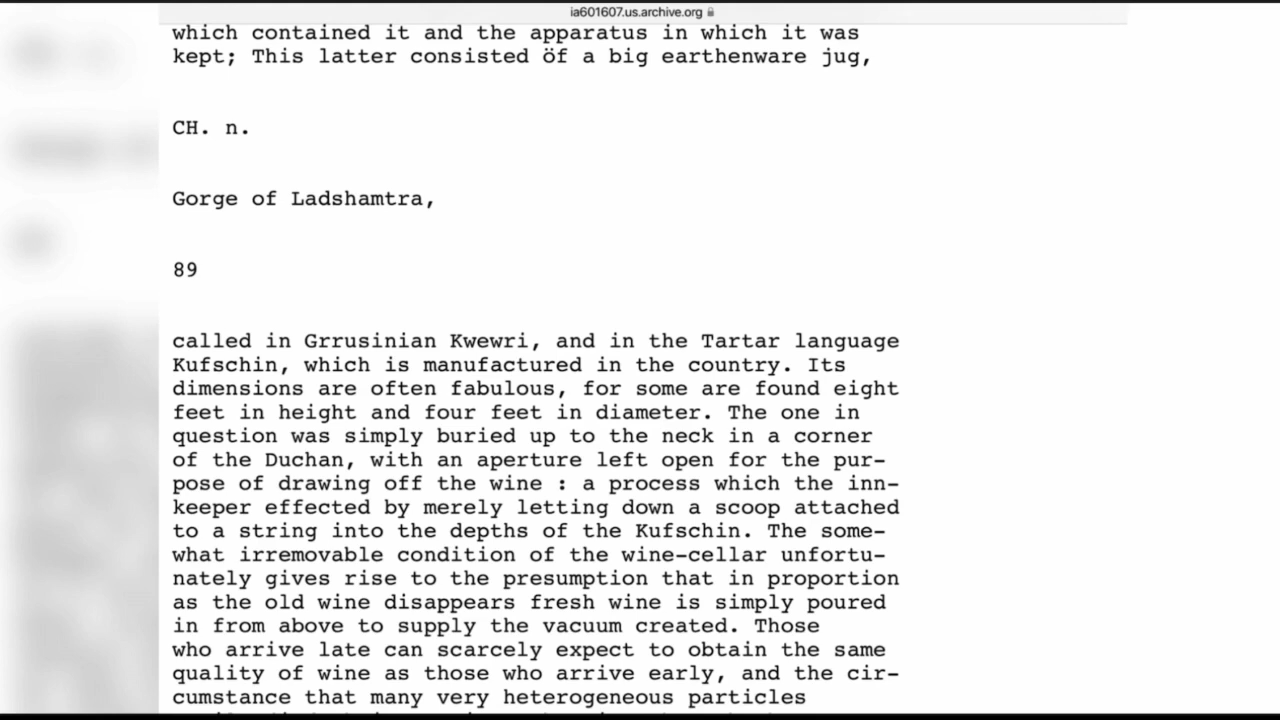 ia601607.us.archive.org
which contained it and the apparatus in which it was
kept; This latter consisted öf a big earthenware jug,
CH. n.
Gorge of Ladshamtra,
89
called in Grrusinian Kwewri, and in the Tartar language
Kufschin, which is manufactured in the country. Its
dimensions are often fabulous, for some are found eight
feet in height and four feet in diameter. The one in
question was simply buried up to the neck in a corner
of the Duchan, with an aperture left open for the pur-
pose of drawing off the wine : a process which the inn-
keeper effected by merely letting down a scoop attached
to a string into the depths of the Kufschin. The some-
what irremovable condition of the wine-cellar unfortu-
nately gives rise to the presumption that in proportion
as the old wine disappears fresh wine is simply poured
in from above to supply the vacuum created. Those
who arrive late can scarcely expect to obtain the same
quality of wine as those who arrive early, and the cir-
cumstance that many very heterogeneous particles